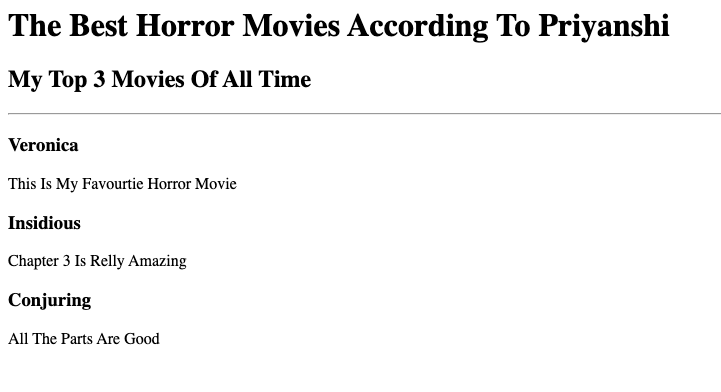 The Best Horror Movies According To Priyanshi
My Top 3 Movies Of All Time
Veronica
This Is My Favourtie Horror Movie
Insidious
Chapter 3 Is Relly Amazing
Conjuring
All The Parts Are Good